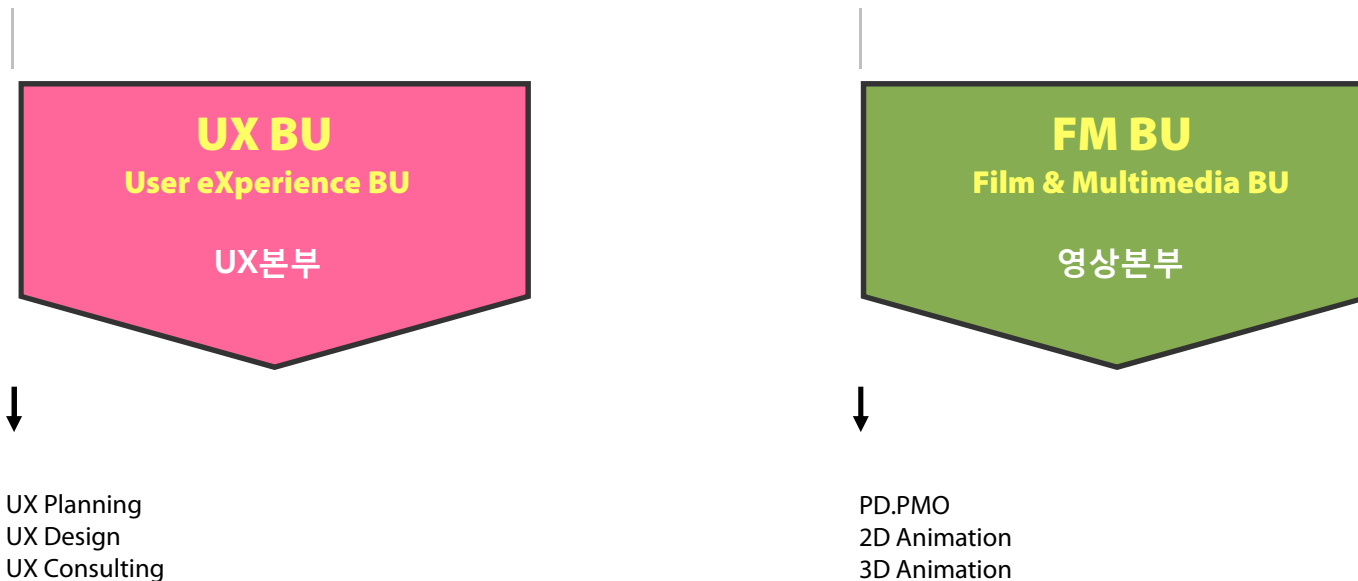 UX BU
User eXperience BU
UX본부
UX Planning
UX Design
UX Consulting
FM BU
Film & Multimedia BU
영상본부
PD.PMO
2D Animation
3D Animation